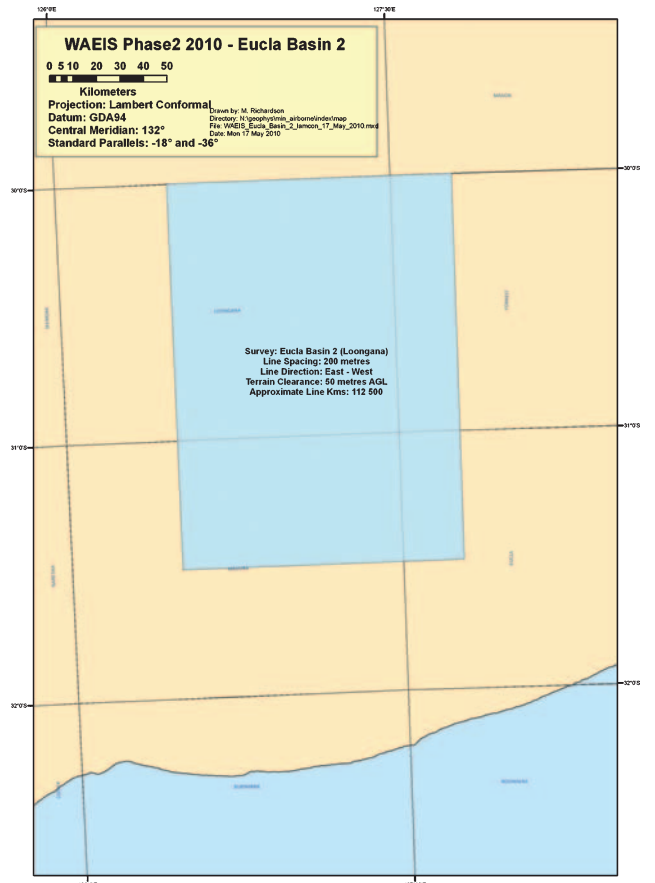 126°0'E
127°30'E
WAEIS Phase2 2010 - Eucla Basin 2
0 5 10 20 30 40 50
Kilometers
Projection: Lambert Conformal
Datum: GDA94
Central Meridian: 132°
Standard Parallels: -18° and -36°
Drawn by: M. Richardson
Directory: N:\geophys\min_airborne\index\map
File: WAEIS_Eucla_Basin_2_lamcon_17_May_2010.mxd
Date: Mon 17 May 2010
30°0'S
30°0'S
Survey: Eucla Basin 2 (Loongana)
Line Spacing: 200 metres
Line Direction: East - West
Terrain Clearance: 50 metres AGL
Approximate Line Kms: 112 500
31°0'S
31°0'S
32°0'S
32°0'S